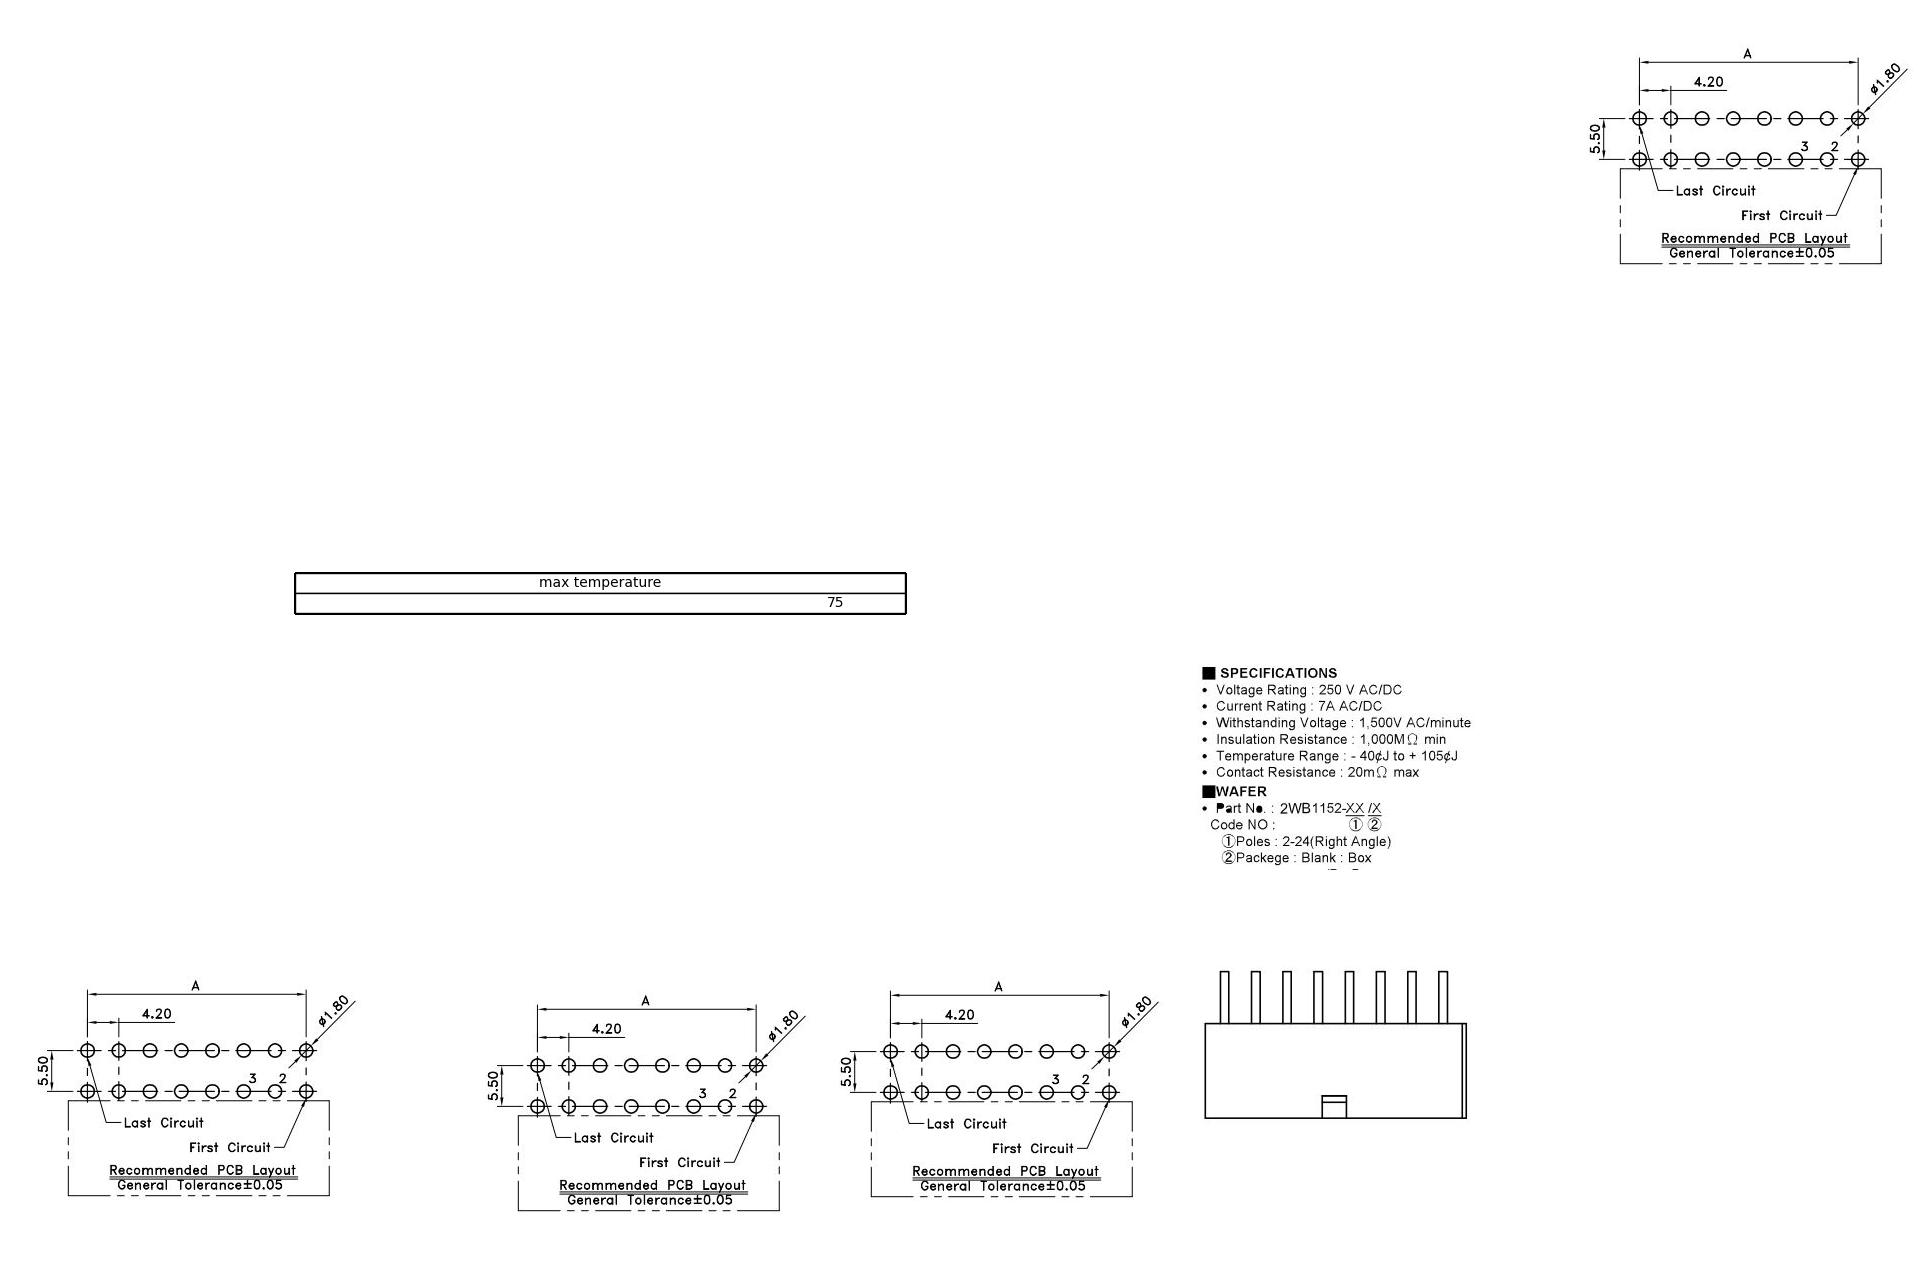 A
4.20
ø1.80
5.50
3 2
Last Circuit
First Circuit
Recommended PCB Layout
General Tolerance±0.05
max temperature
75
■ SPECIFICATIONS
• Voltage Rating : 250 V AC/DC
• Current Rating : 7A AC/DC
• Withstanding Voltage : 1,500V AC/minute
• Insulation Resistance : 1,000MΩ min
• Temperature Range : - 40¢J to + 105¢J
• Contact Resistance : 20mΩ max
■WAFER
• Part No. : 2WB1152-XX /X
Code NO : ① ②
①Poles : 2-24(Right Angle)
②Packege : Blank : Box
A
4.20
ø1.80
5.50
3 2
Last Circuit
First Circuit
Recommended PCB Layout
General Tolerance±0.05
A
4.20
ø1.80
5.50
3 2
Last Circuit
First Circuit
Recommended PCB Layout
General Tolerance±0.05
A
4.20
ø1.80
5.50
3 2
Last Circuit
First Circuit
Recommended PCB Layout
General Tolerance±0.05